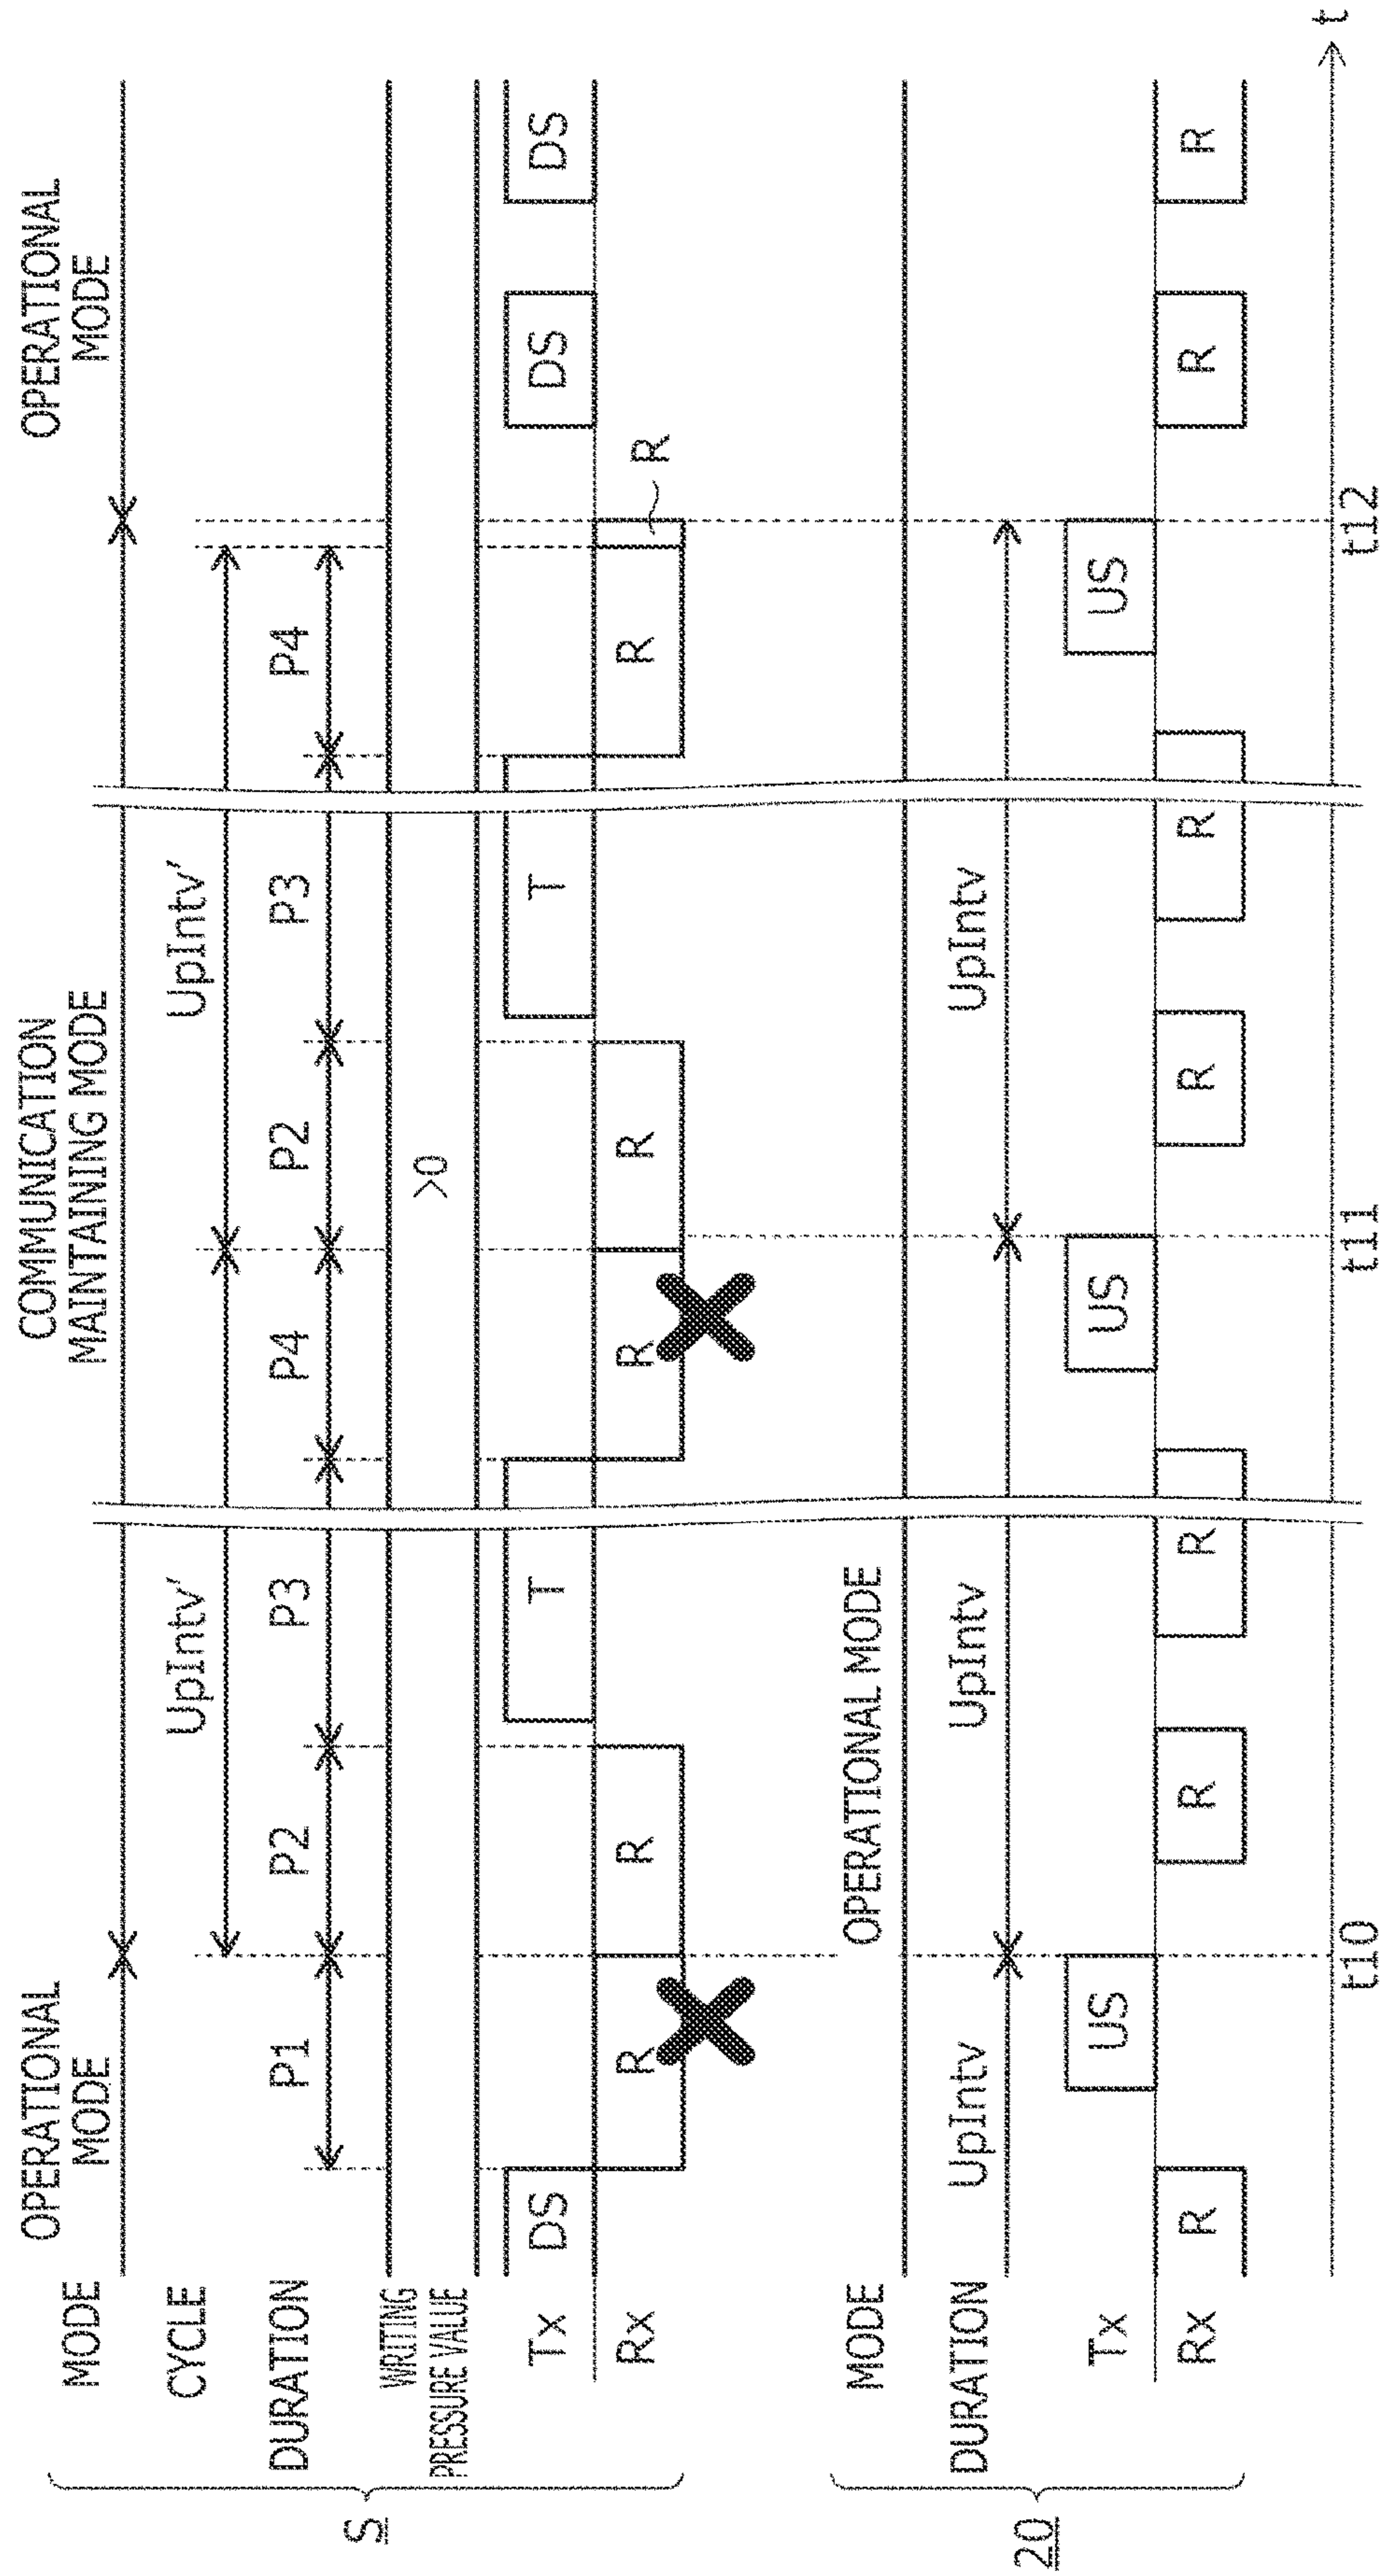 OPERATIONAL
MODE
COMMUNICATION
MAINTAINING MODE
OPERATIONAL
MODE
MODE
CYCLE
UpIntv'
UpIntv'
DURATION
P1
P2
P3
P4
P2
P3
P4
WRITING
PRESSURE VALUE
>0
S
Tx
DS
T
T
DS
DS
Rx
R
R
R
R
R
R
20
MODE
OPERATIONAL MODE
DURATION
UpIntv
UpIntv
UpIntv
Tx
US
US
US
Rx
R
R
R
R
R
R
R
t10
t11
t12
t